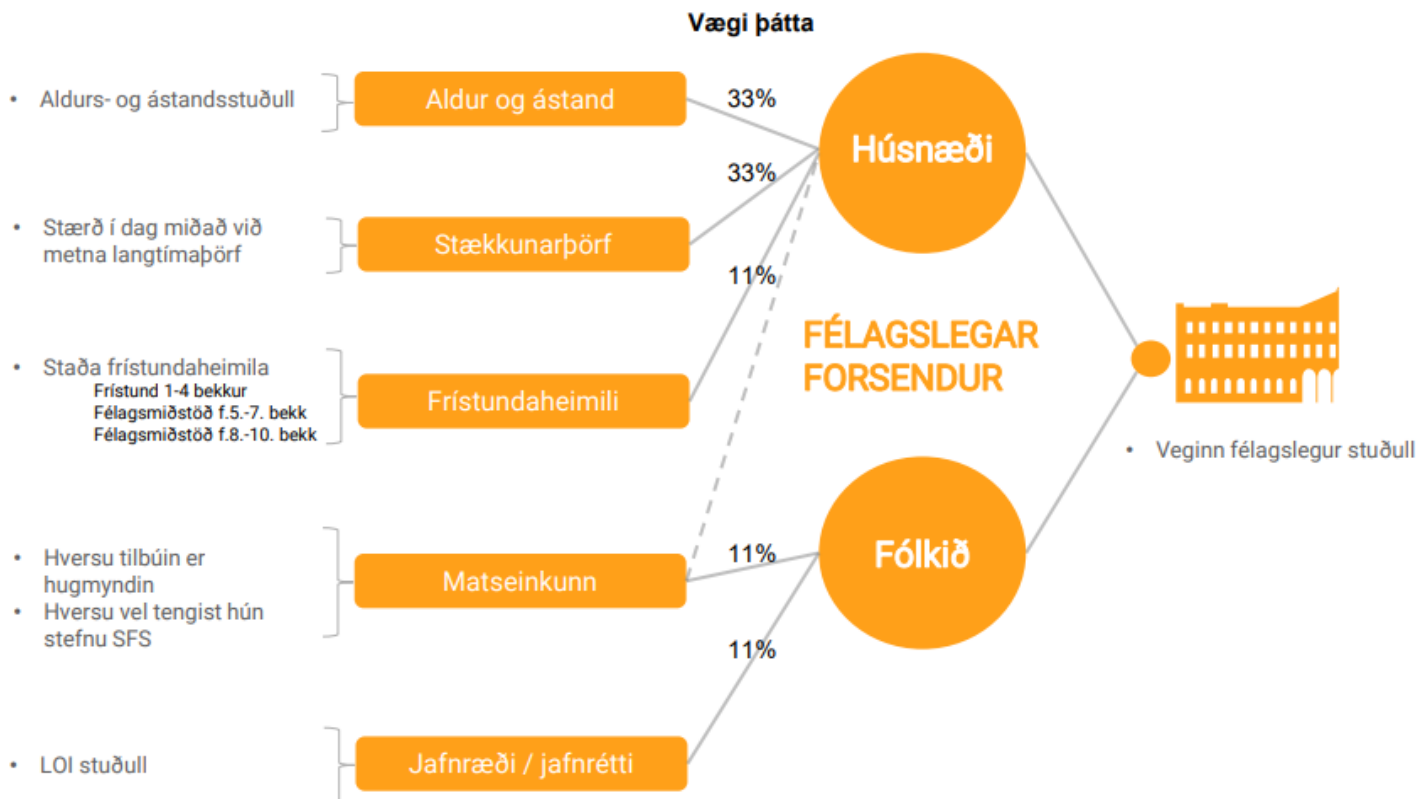 Vægi þátta
• Aldurs- og ástandsstuðull
Aldur og ástand
33%
Húsnæði
33%
• Stærð í dag miðað við
metna langtímaþörf
Stækkunarþörf
11%
FÉLAGSLEGAR
FORSENDUR
• Staða frístundaheimila
Frístund 1-4 bekkur
Félagsmiðstöð f.5.-7. bekk
Félagsmiðstöð f.8.-10. bekk
Frístundaheimili
• Veginn félagslegur stuðull
• Hversu tilbúin er
hugmyndin
• Hversu vel tengist hún
stefnu SFS
Matseinkunn
11%
Fólkið
11%
• LOI stuðull
Jafnræði / jafnrétti